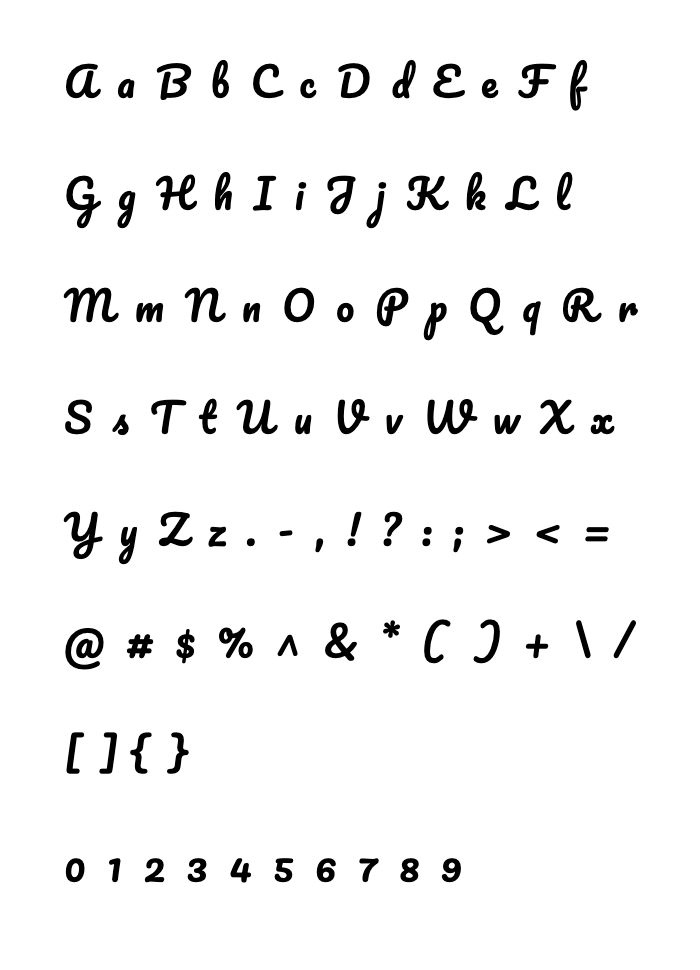 A a B b C c D d E e F f
G g H h I i J j K k L l
M m N n O o P p Q q R r
S s T t U u V v W w X x
Y y Z z . - , ! ? : ; > < =
@ # $ % ^ & * ( ) + \ /
[ ] { }
0 1 2 3 4 5 6 7 8 9